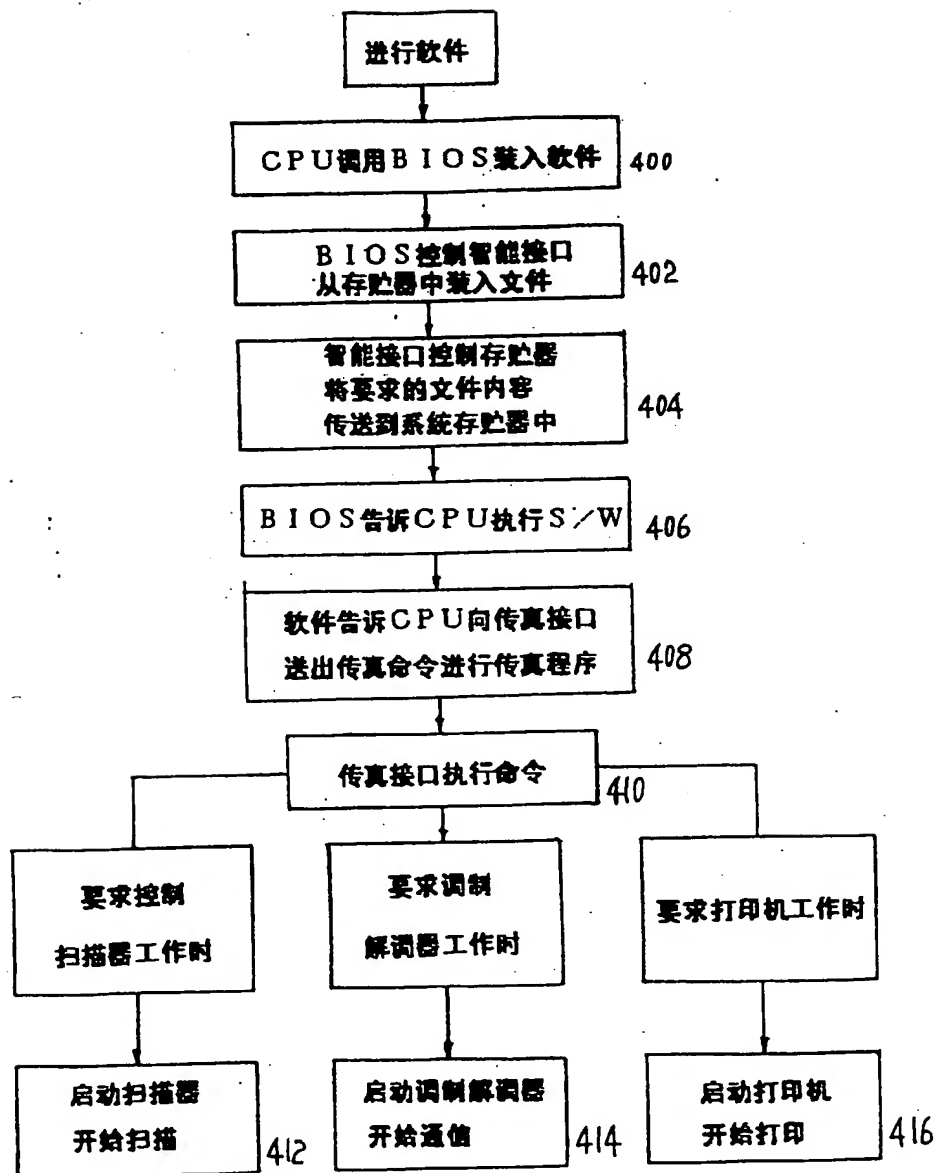 进行软件
CPU调用BIOS装入软件 400
BIOS控制智能接口
从存贮器中装入文件 402
智能接口控制存贮器
将要求的文件内容
传送到系统存贮器中 404
BIOS告诉CPU执行S/W 406
软件告诉CPU向传真接口
送出传真命令进行传真程序 408
传真接口执行命令 410
要求控制
扫描器工作时
要求调制
解调器工作时
要求打印机工作时
启动扫描器
开始扫描 412
启动调制解调器
开始通信 414
启动打印机
开始打印 416